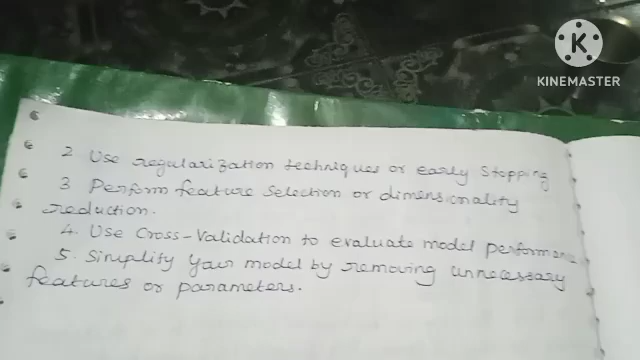 K
KINEMASTER
2 Use regularization techniques or early stopping
3 Perform feature selection or dimensionality
reduction.
4. Use Cross-Validation to evaluate model performance.
5. Simplify your model by removing unnecessary
features or parameters.